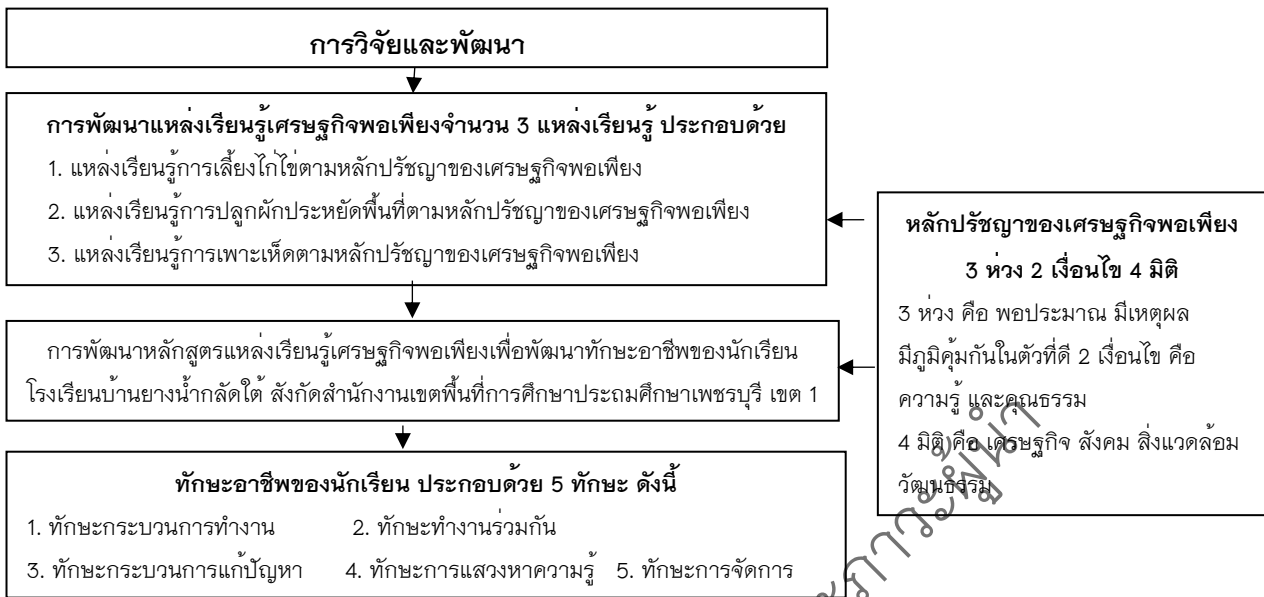 การวิจัยและพัฒนา
การพัฒนาแหล่งเรียนรู้เศรษฐกิจพอเพียงจำนวน 3 แหล่งเรียนรู้ ประกอบด้วย
1. แหล่งเรียนรู้การเลี้ยงไก่ไข่ตามหลักปรัชญาของเศรษฐกิจพอเพียง
2. แหล่งเรียนรู้การปลูกผักประหยัดพื้นที่ตามหลักปรัชญาของเศรษฐกิจพอเพียง
3. แหล่งเรียนรู้การเพาะเห็ดตามหลักปรัชญาของเศรษฐกิจพอเพียง
หลักปรัชญาของเศรษฐกิจพอเพียง
3 ห่วง 2 เงื่อนไข 4 มิติ
3 ห่วง คือ พอประมาณ มีเหตุผล
มีภูมิคุ้มกันในตัวที่ดี 2 เงื่อนไข คือ
ความรู้ และคุณธรรม
4 มิติ คือ เศรษฐกิจ สังคม สิ่งแวดล้อม
วัฒนธรรม
การพัฒนาหลักสูตรแหล่งเรียนรู้เศรษฐกิจพอเพียงเพื่อพัฒนาทักษะอาชีพของนักเรียน
โรงเรียนบ้านยางน้ำกลัดใต้ สังกัดสำนักงานเขตพื้นที่การศึกษาประถมศึกษาเพชรบุรี เขต 1
ทักษะอาชีพของนักเรียน ประกอบด้วย 5 ทักษะ ดังนี้
1. ทักษะกระบวนการทำงาน 2. ทักษะทำงานร่วมกัน
3. ทักษะกระบวนการแก้ปัญหา 4. ทักษะการแสวงหาความรู้ 5. ทักษะการจัดการ
ภาวะผู้นำ